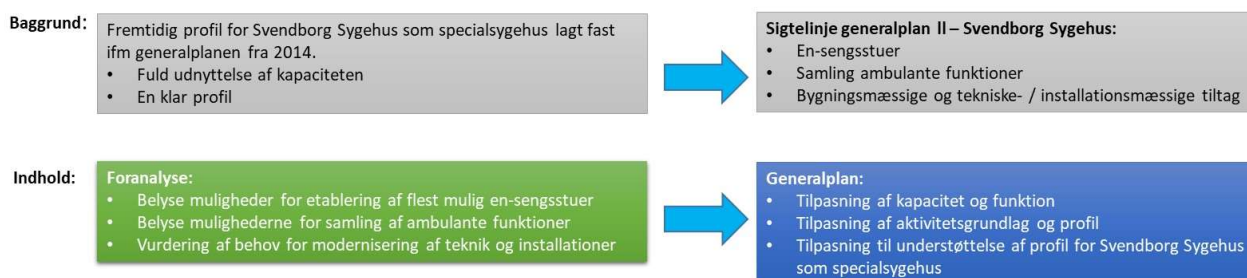 Baggrund:
Fremtidig profil for Svendborg Sygehus som specialsygehus lagt fast
ifm generalplanen fra 2014.
• Fuld udnyttelse af kapaciteten
• En klar profil
Sigtelinje generalplan ll – Svendborg Sygehus:
• En-sengsstuer
• Samling ambulante funktioner
• Bygningsmæssige og tekniske- / installationsmæssige tiltag
Indhold:
Foranalyse:
• Belyse muligheder for etablering af flest mulig en-sengsstuer
• Belyse mulighederne for samling af ambulante funktioner
• Vurdering af behov for modernisering af teknik og installationer
Generalplan:
• Tilpasning af kapacitet og funktion
• Tilpasning af aktivitetsgrundlag og profil
• Tilpasning til understøttelse af profil for Svendborg Sygehus
som specialsygehus